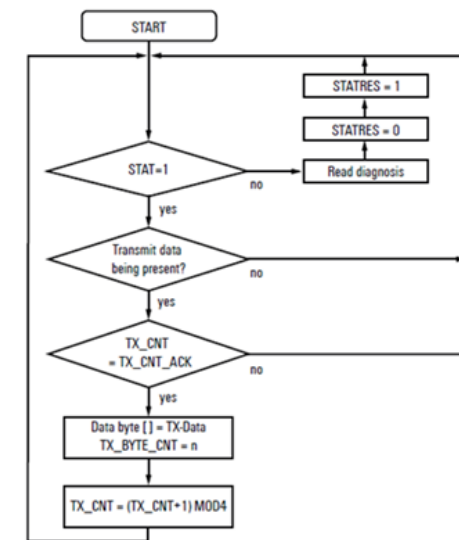 START
STATRES = 1
STATRES = 0
STAT=1
no
Read diagnosis
yes
Transmit data
being present?
no
yes
TX_CNT
= TX_CNT_ACK
no
yes
Data byte [ ] = TX-Data
TX_BYTE_CNT = n
TX_CNT = (TX_CNT+1) MOD4